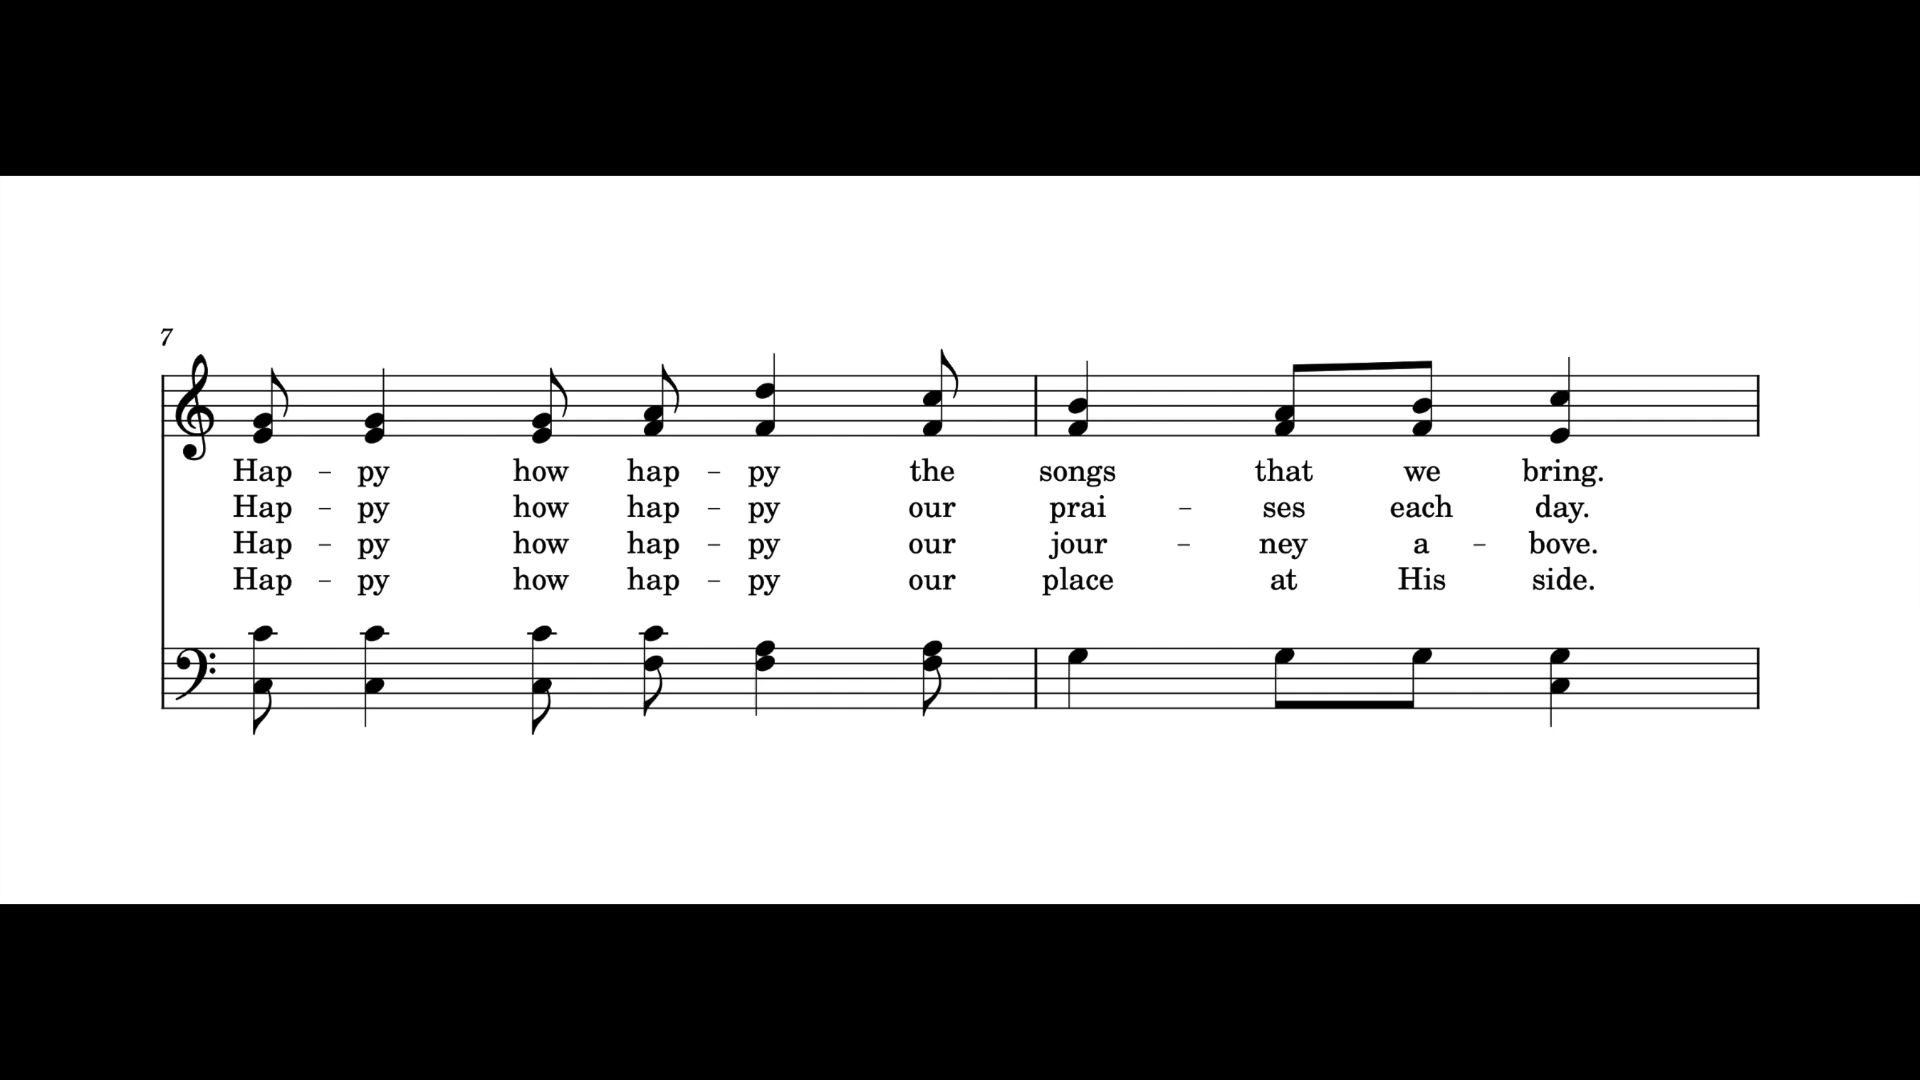 7
Hap - py how hap - py the songs that we bring.
Hap - py how hap - py our prai - ses each day.
Hap - py how hap - py our jour - ney a - bove.
Hap - py how hap - py our place at His side.